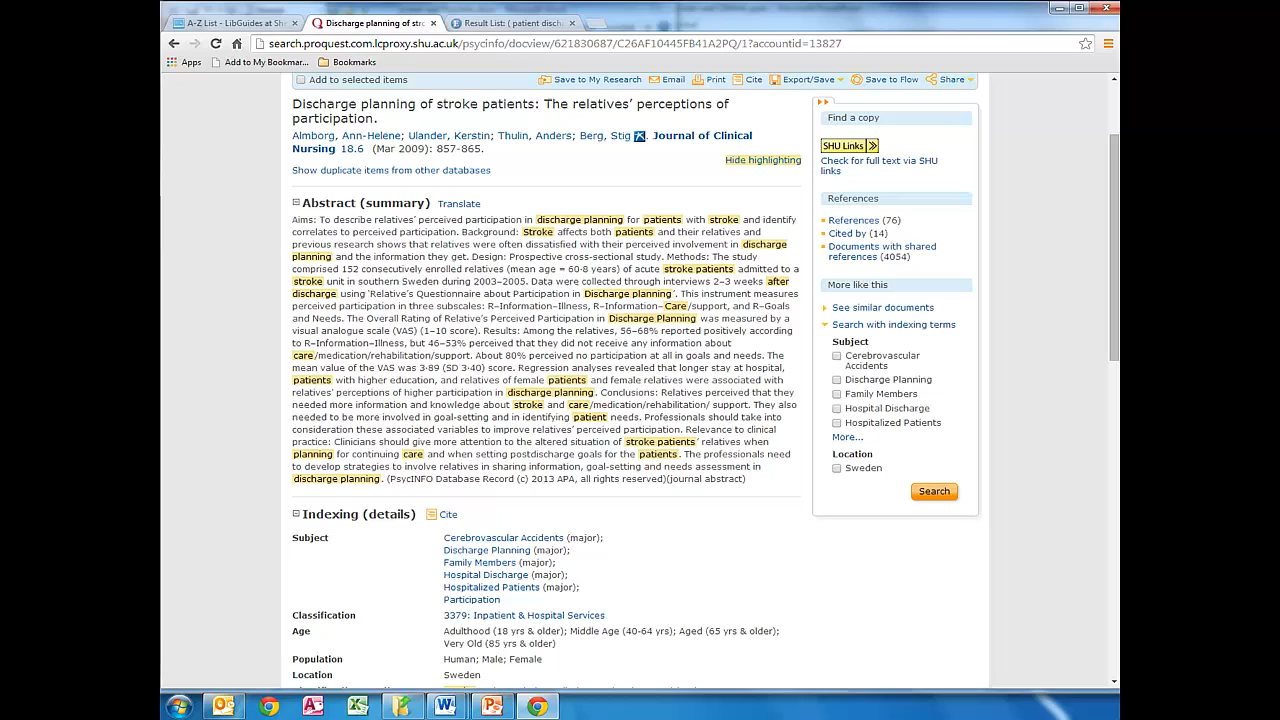 A-Z List - LibGuides at She
Discharge planning of stro
Result List: ( patient disch
search.proquest.com.lcproxy.shu.ac.uk/psycinfo/docview/621830687/C26AF10445FB41A2PQ/1?accountid=13827
Apps
Add to My Bookmar...
Bookmarks
Add to selected items
Save to My Research
Email
Print
Cite
Export/Save
Save to Flow
Share
Discharge planning of stroke patients: The relatives’ perceptions of
participation.
Almborg, Ann-Helene; Ulander, Kerstin; Thulin, Anders; Berg, Stig. Journal of Clinical
Nursing 18.6 (Mar 2009): 857-865.
Hide highlighting
Show duplicate items from other databases
Abstract (summary) Translate
Aims: To describe relatives’ perceived participation in discharge planning for patients with stroke and identify
correlates to perceived participation. Background: Stroke affects both patients and their relatives and
previous research shows that relatives were often dissatisfied with their perceived involvement in discharge
planning and the information they get. Design: Prospective cross-sectional study. Methods: The study
comprised 152 consecutively enrolled relatives (mean age = 60·8 years) of acute stroke patients admitted to a
stroke unit in southern Sweden during 2003–2005. Data were collected through interviews 2–3 weeks after
discharge using ‘Relative’s Questionnaire about Participation in Discharge planning’. This instrument measures
perceived participation in three subscales: R–Information–Illness, R–Information–Care/support, and R–Goals
and Needs. The Overall Rating of Relative’s Perceived Participation in Discharge Planning was measured by a
visual analogue scale (VAS) (1–10 score). Results: Among the relatives, 56–68% reported positively according
to R–Information–Illness, but 46–53% perceived that they did not receive any information about
care/medication/rehabilitation/support. About 80% perceived no participation at all in goals and needs. The
mean value of the VAS was 3·89 (SD 3·40) score. Regression analyses revealed that longer stay at hospital,
patients with higher education, and relatives of female patients and female relatives were associated with
relatives’ perceptions of higher participation in discharge planning. Conclusions: Relatives perceived that they
needed more information and knowledge about stroke and care/medication/rehabilitation/ support. They also
needed to be more involved in goal-setting and in identifying patient needs. Professionals should take into
consideration these associated variables to improve relatives’ perceived participation. Relevance to clinical
practice: Clinicians should give more attention to the altered situation of stroke patients’ relatives when
planning for continuing care and when setting postdischarge goals for the patients. The professionals need
to develop strategies to involve relatives in sharing information, goal-setting and needs assessment in
discharge planning. (PsycINFO Database Record (c) 2013 APA, all rights reserved)(journal abstract)
Indexing (details) Cite
Subject
Cerebrovascular Accidents (major);
Discharge Planning (major);
Family Members (major);
Hospital Discharge (major);
Hospitalized Patients (major);
Participation
Classification
3379: Inpatient & Hospital Services
Age
Adulthood (18 yrs & older); Middle Age (40-64 yrs); Aged (65 yrs & older);
Very Old (85 yrs & older)
Population
Human; Male; Female
Location
Sweden
Find a copy
SHU Links
Check for full text via SHU
links
References
References (76)
Cited by (14)
Documents with shared
references (4054)
More like this
See similar documents
Search with indexing terms
Subject
Cerebrovascular
Accidents
Discharge Planning
Family Members
Hospital Discharge
Hospitalized Patients
More...
Location
Sweden
Search